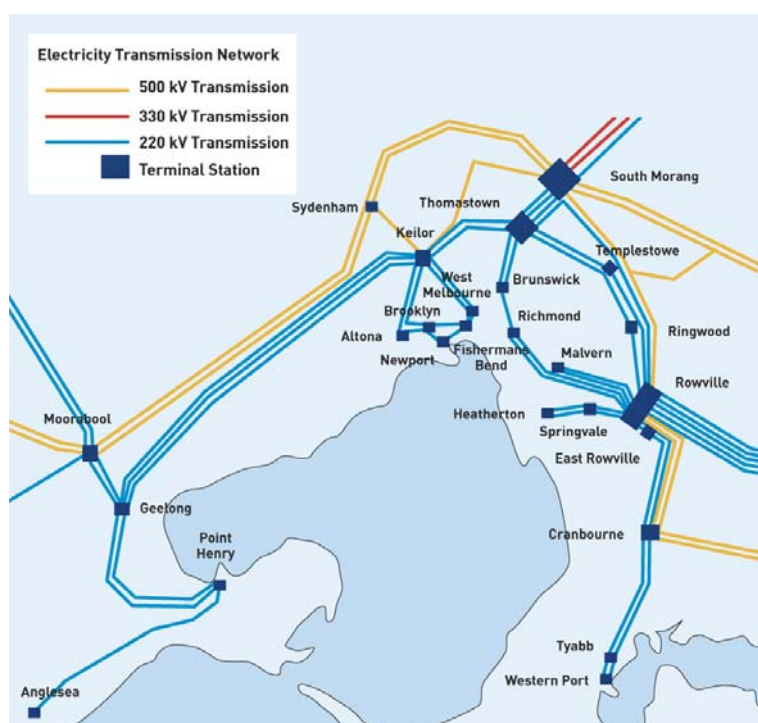 Electricity Transmission Network
500 kV Transmission
330 kV Transmission
220 kV Transmission
Terminal Station
South Morang
Thomastown
Sydenham
Keilor
Templestowe
West
Melbourne
Brunswick
Brooklyn
Richmond
Altona
Ringwood
Malvern
Newport
Fishermans
Bend
Rowville
Heatherton
Moorabool
Springvale
East Rowville
Geelong
Cranbourne
Point
Henry
Tyabb
Western Port
Anglesea